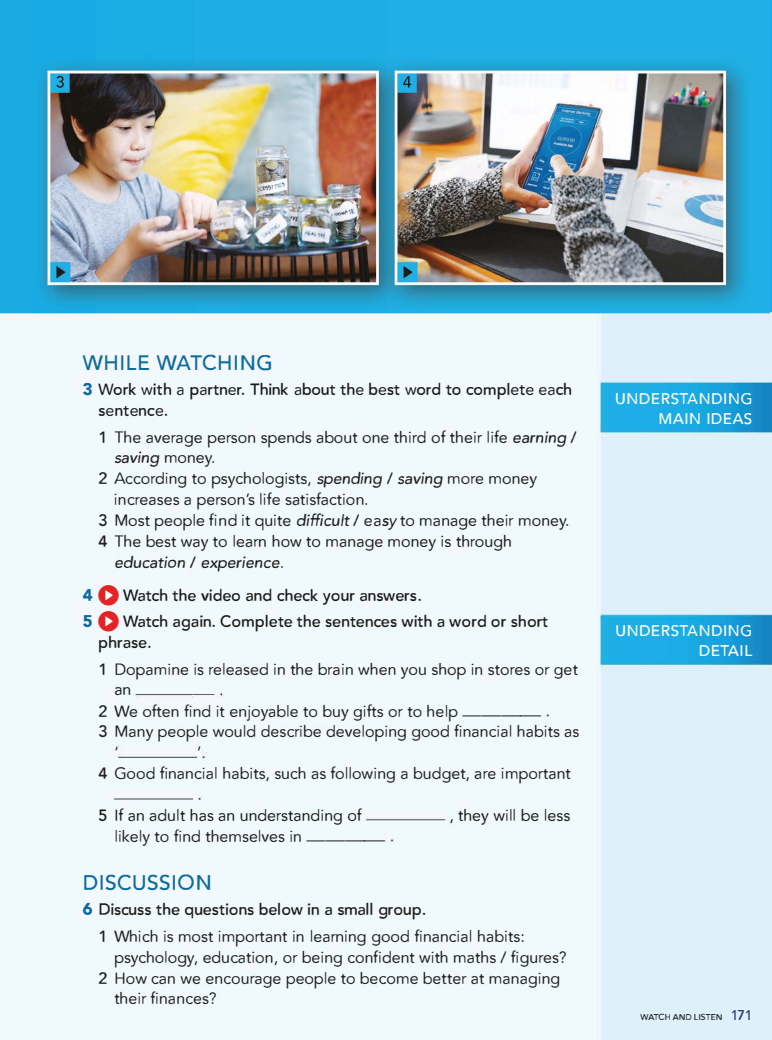 3
4
WHILE WATCHING
3 Work with a partner. Think about the best word to complete each
sentence.
1 The average person spends about one third of their life earning /
saving money.
2 According to psychologists, spending / saving more money
increases a person's life satisfaction.
3 Most people find it quite difficult / easy to manage their money.
4 The best way to learn how to manage money is through
education / experience.
4 Watch the video and check your answers.
5 Watch again. Complete the sentences with a word or short
phrase.
1 Dopamine is released in the brain when you shop in stores or get
an __________ .
2 We often find it enjoyable to buy gifts or to help __________ .
3 Many people would describe developing good financial habits as
'__________'.
4 Good financial habits, such as following a budget, are important
__________ .
5 If an adult has an understanding of __________ , they will be less
likely to find themselves in __________ .
DISCUSSION
6 Discuss the questions below in a small group.
1 Which is most important in learning good financial habits:
psychology, education, or being confident with maths / figures?
2 How can we encourage people to become better at managing
their finances?
UNDERSTANDING
MAIN IDEAS
UNDERSTANDING
DETAIL
WATCH AND LISTEN 171